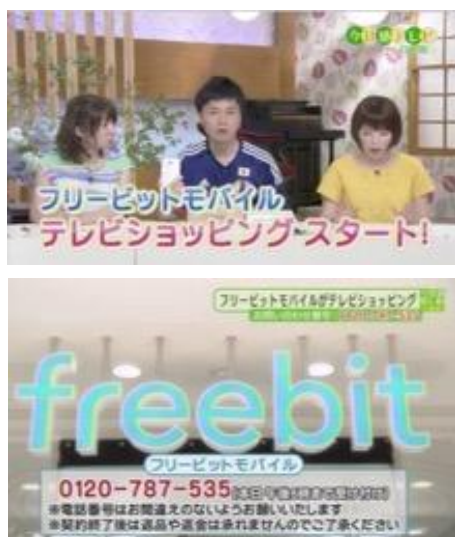 フリービットモバイル
テレビショッピングスタート!
フリービットモバイルがテレビショッピング
freebit
フリービットモバイル
0120-787-535
※電話番号はお間違えのないようお願いいたします
※契約終了後は返品や返金は承れませんのでご了承ください